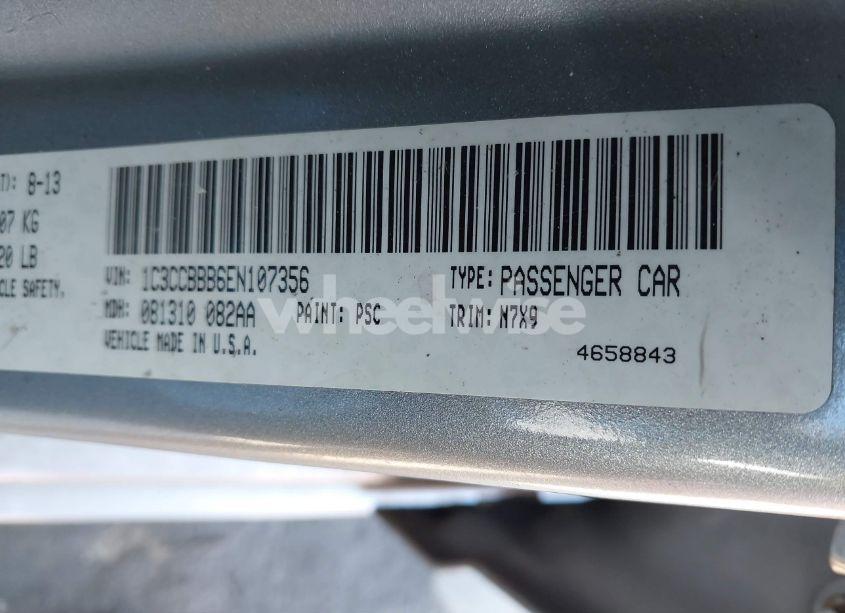 T): 8-13
07 KG
20 LB
CLE SAFETY.
VIN: 1C3CCBBB6EN107356
TYPE: PASSENGER CAR
MDH: 081310 082AA
PAINT: PSC
TRIM: N7X9
VEHICLE MADE IN U.S.A.
4658843
wheelwise